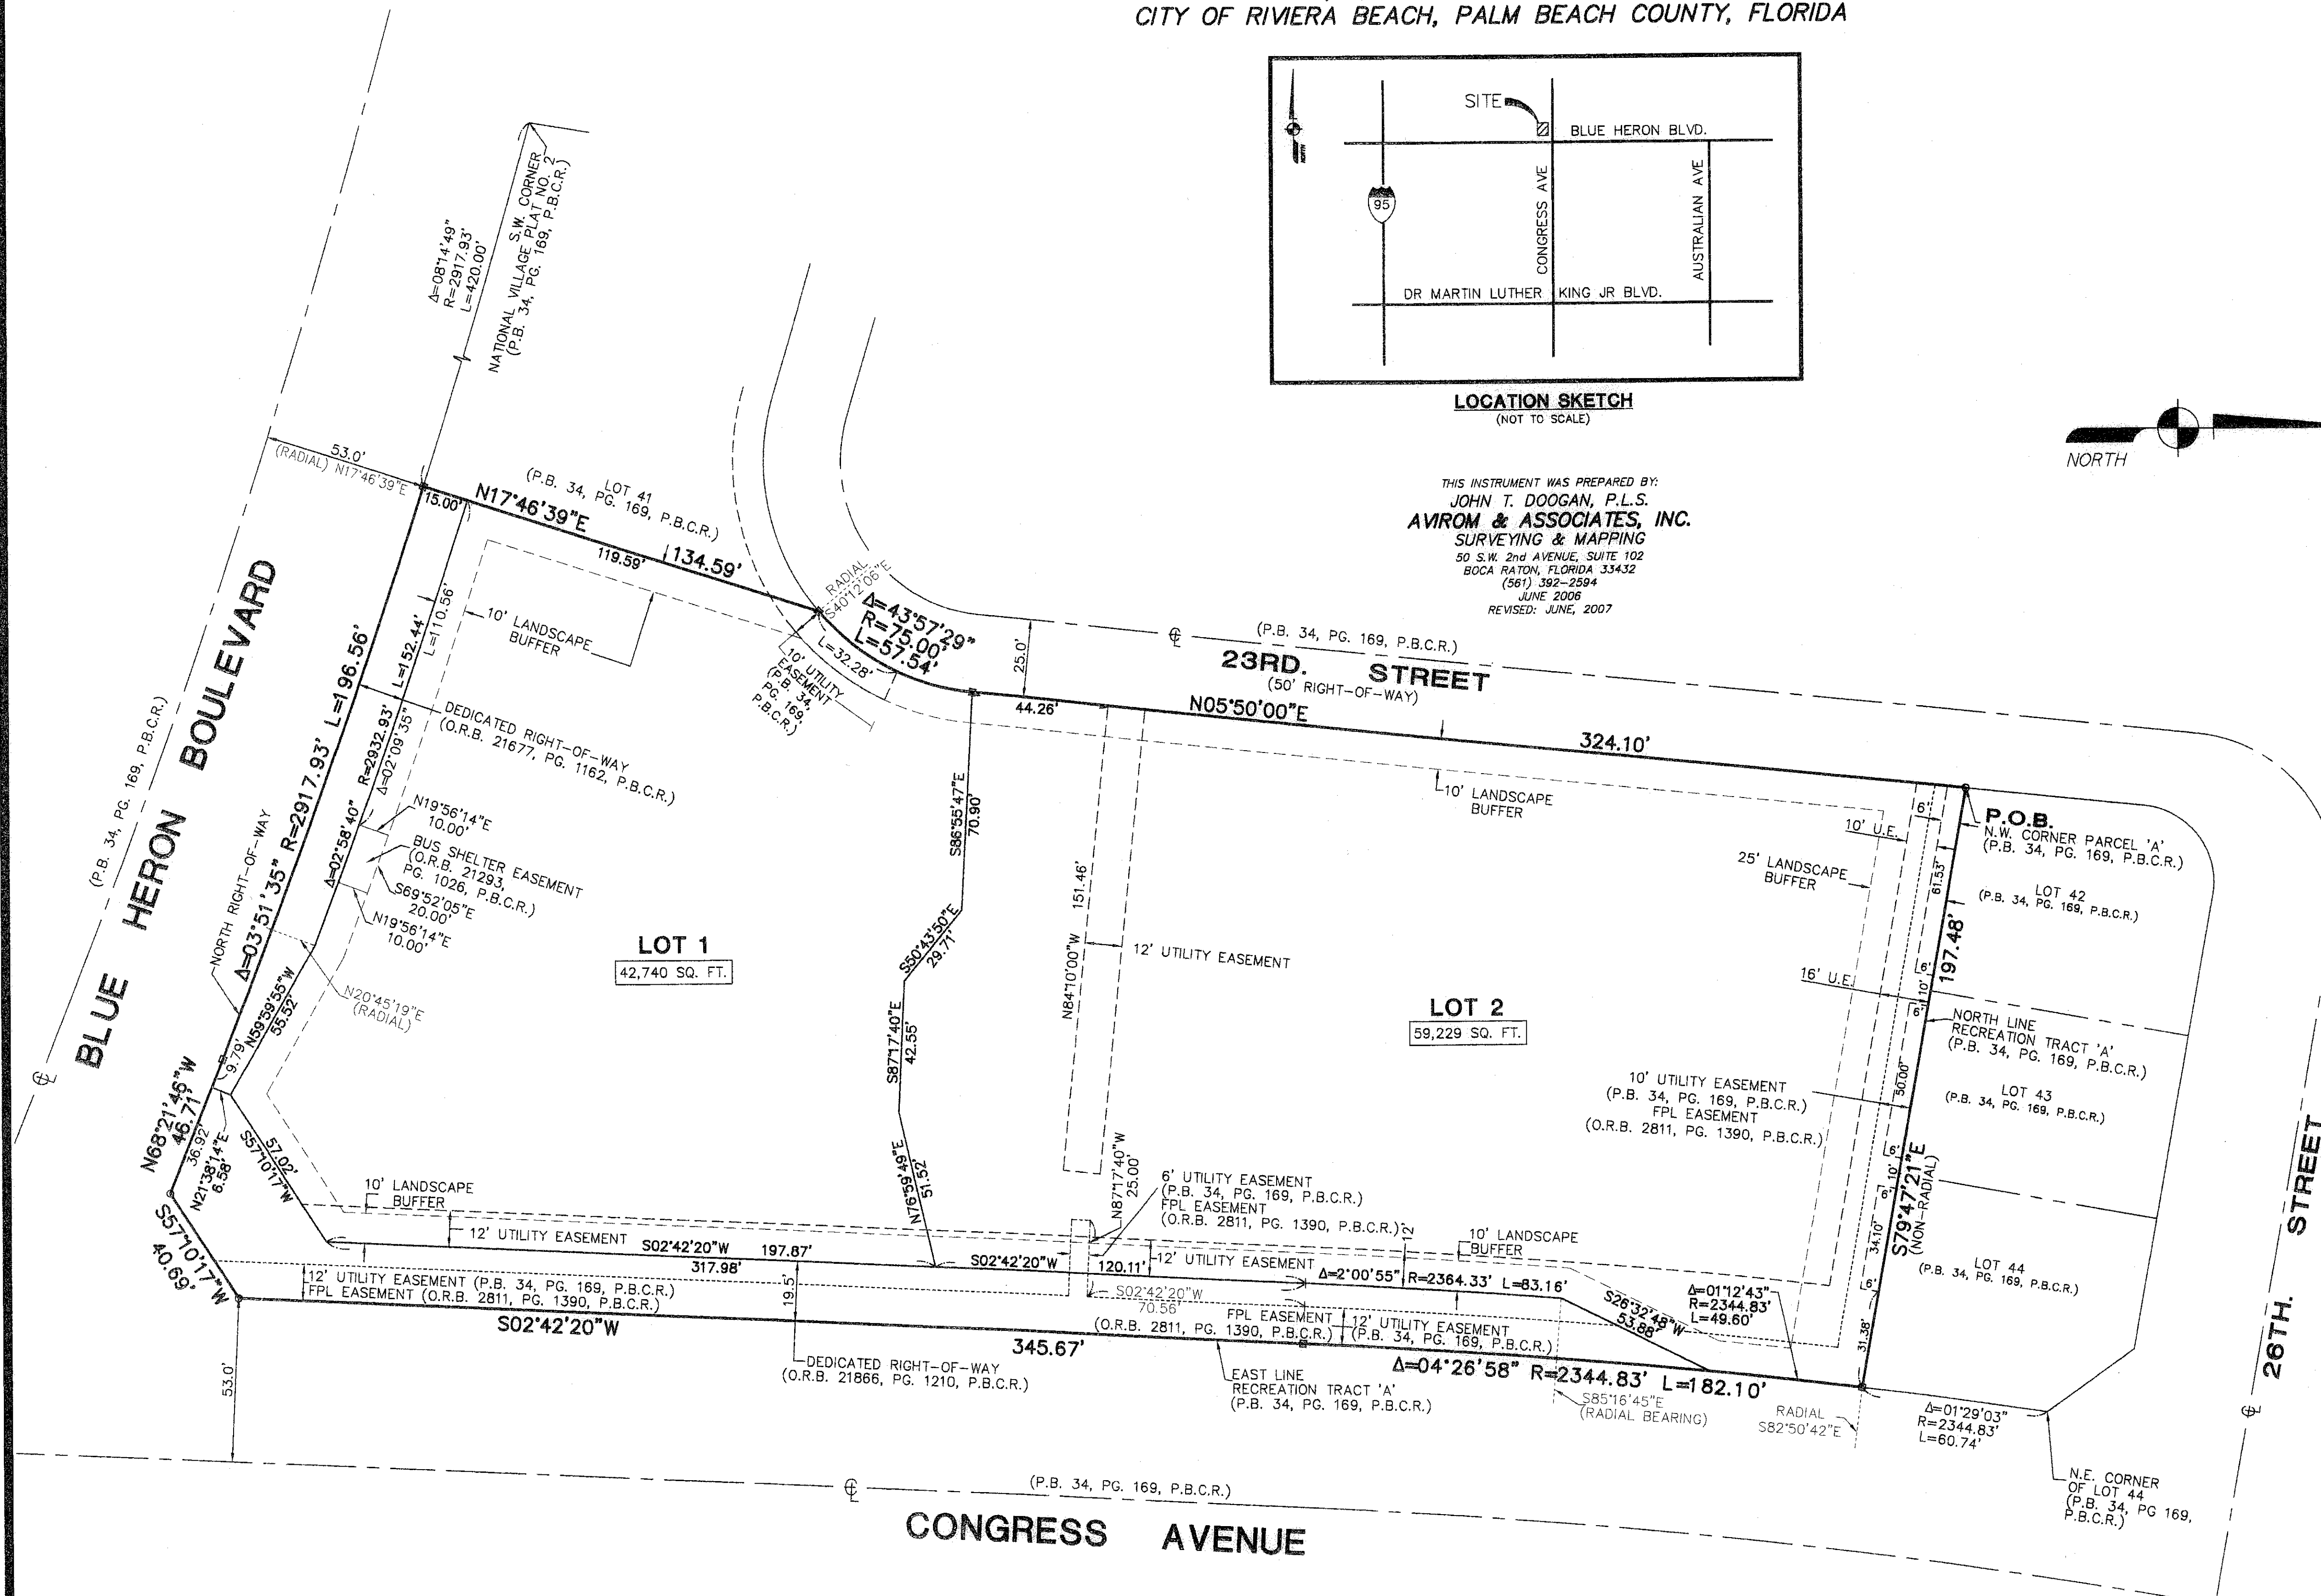 CITY OF RIVIERA BEACH, PALM BEACH COUNTY, FLORIDA
SITE
BLUE HERON BLVD.
NORTH
95
CONGRESS AVE
AUSTRALIAN AVE
DR MARTIN LUTHER KING JR BLVD.
LOCATION SKETCH
(NOT TO SCALE)
NORTH
THIS INSTRUMENT WAS PREPARED BY:
JOHN T. DOOGAN, P.L.S.
AVIROM & ASSOCIATES, INC.
SURVEYING & MAPPING
50 S.W. 2nd AVENUE, SUITE 102
BOCA RATON, FLORIDA 33432
(561) 392-2594
JUNE 2006
REVISED: JUNE, 2007
Δ=08°14'49"
R=2917.93'
L=420.00'
S.W. CORNER
NATIONAL VILLAGE PLAT NO. 2
(P.B. 34, PG. 169, P.B.C.R.)
53.0'
(RADIAL) N17°46'39"E
15.00'
N17°46'39"E
LOT 41
(P.B. 34, PG. 169, P.B.C.R.)
119.59'
134.59'
RADIAL
S40°12'06"E
Δ=43°57'29"
R=75.00'
L=57.54'
L=32.28'
10' UTILITY
EASEMENT
(P.B. 34,
PG. 169,
P.B.C.R.)
25.0'
℄
(P.B. 34, PG. 169, P.B.C.R.)
23RD. STREET
(50' RIGHT-OF-WAY)
44.26'
N05°50'00"E
324.10'
10' LANDSCAPE
BUFFER
10' LANDSCAPE
BUFFER
BLUE HERON BOULEVARD
(P.B. 34, PG. 169, P.B.C.R.)
℄
NORTH RIGHT-OF-WAY
Δ=03°51'35" R=2917.93' L=196.56'
Δ=02°58'40" R=2932.93' L=152.44'
Δ=02°09'35"
L=110.56'
DEDICATED RIGHT-OF-WAY
(O.R.B. 21677, PG. 1162, P.B.C.R.)
N19°56'14"E
10.00'
BUS SHELTER EASEMENT
(O.R.B. 21293,
PG. 1026, P.B.C.R.)
S69°52'05"E
20.00'
N19°56'14"E
10.00'
N20°45'19"E
(RADIAL)
N59°59'55"W
55.52'
9.79'
N68°21'46"W
46.71'
36.92'
N21°38'14"E
6.58'
57.02'
S57°10'17"W
S57°10'17"W
40.69'
LOT 1
42,740 SQ. FT.
S86°55'47"E
70.90'
S50°43'50"E
29.71'
S87°17'40"E
42.55'
N76°59'49"E
51.52'
151.46'
N84°10'00"W
12' UTILITY EASEMENT
LOT 2
59,229 SQ. FT.
10' U.E.
25' LANDSCAPE
BUFFER
16' U.E.
6'
61.53'
197.48'
6'
10'
6'
50.00'
6'
10'
6'
34.10'
6'
31.38'
S79°47'21"E
(NON-RADIAL)
P.O.B.
N.W. CORNER PARCEL 'A'
(P.B. 34, PG. 169, P.B.C.R.)
LOT 42
(P.B. 34, PG. 169, P.B.C.R.)
NORTH LINE
RECREATION TRACT 'A'
(P.B. 34, PG. 169, P.B.C.R.)
LOT 43
(P.B. 34, PG. 169, P.B.C.R.)
LOT 44
(P.B. 34, PG. 169, P.B.C.R.)
10' UTILITY EASEMENT
(P.B. 34, PG. 169, P.B.C.R.)
FPL EASEMENT
(O.R.B. 2811, PG. 1390, P.B.C.R.)
N87°17'40"W
25.00'
6' UTILITY EASEMENT
(P.B. 34, PG. 169, P.B.C.R.)
FPL EASEMENT
(O.R.B. 2811, PG. 1390, P.B.C.R.)
12'
10' LANDSCAPE
BUFFER
10' LANDSCAPE
BUFFER
12' UTILITY EASEMENT
S02°42'20"W
197.87'
317.98'
S02°42'20"W
120.11'
12' UTILITY EASEMENT
Δ=2°00'55" R=2364.33' L=83.16'
S26°32'48"W
53.88'
Δ=01°12'43"
R=2344.83'
L=49.60'
12' UTILITY EASEMENT (P.B. 34, PG. 169, P.B.C.R.)
FPL EASEMENT (O.R.B. 2811, PG. 1390, P.B.C.R.)
19.5'
S02°42'20"W
70.56'
FPL EASEMENT
(O.R.B. 2811, PG. 1390, P.B.C.R.)
12' UTILITY EASEMENT
(P.B. 34, PG. 169, P.B.C.R.)
S02°42'20"W
345.67'
Δ=04°26'58" R=2344.83' L=182.10'
53.0'
DEDICATED RIGHT-OF-WAY
(O.R.B. 21866, PG. 1210, P.B.C.R.)
EAST LINE
RECREATION TRACT 'A'
(P.B. 34, PG. 169, P.B.C.R.)
S85°16'45"E
(RADIAL BEARING)
RADIAL
S82°50'42"E
Δ=01°29'03"
R=2344.83'
L=60.74'
N.E. CORNER
OF LOT 44
(P.B. 34, PG 169,
P.B.C.R.)
26TH. STREET
℄
℄
(P.B. 34, PG. 169, P.B.C.R.)
CONGRESS AVENUE